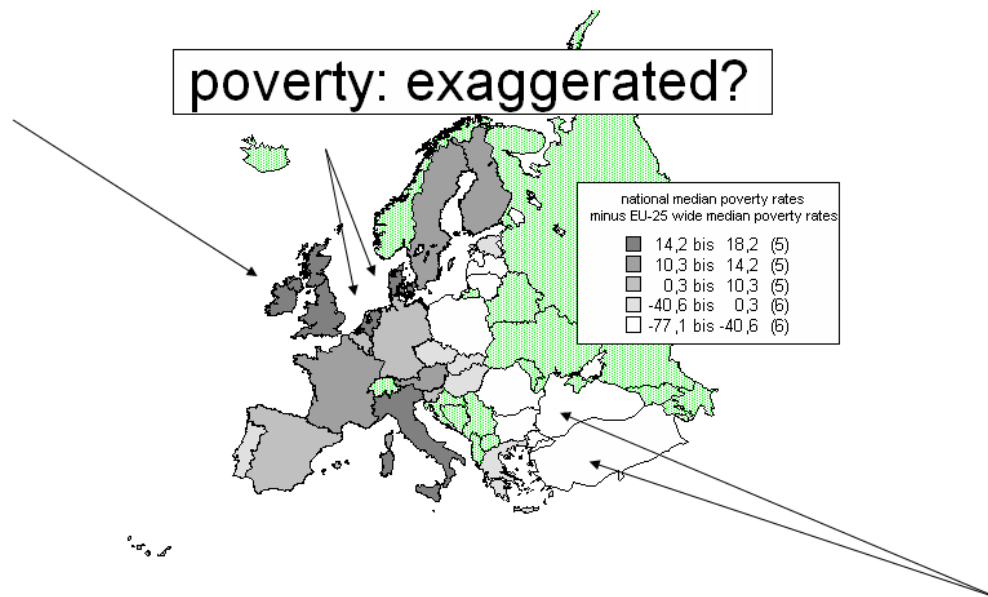 poverty: exaggerated?
national median poverty rates
minus EU-25 wide median poverty rates
14,2 bis 18,2 (5)
10,3 bis 14,2 (5)
0,3 bis 10,3 (5)
-40,6 bis 0,3 (6)
-77,1 bis -40,6 (6)